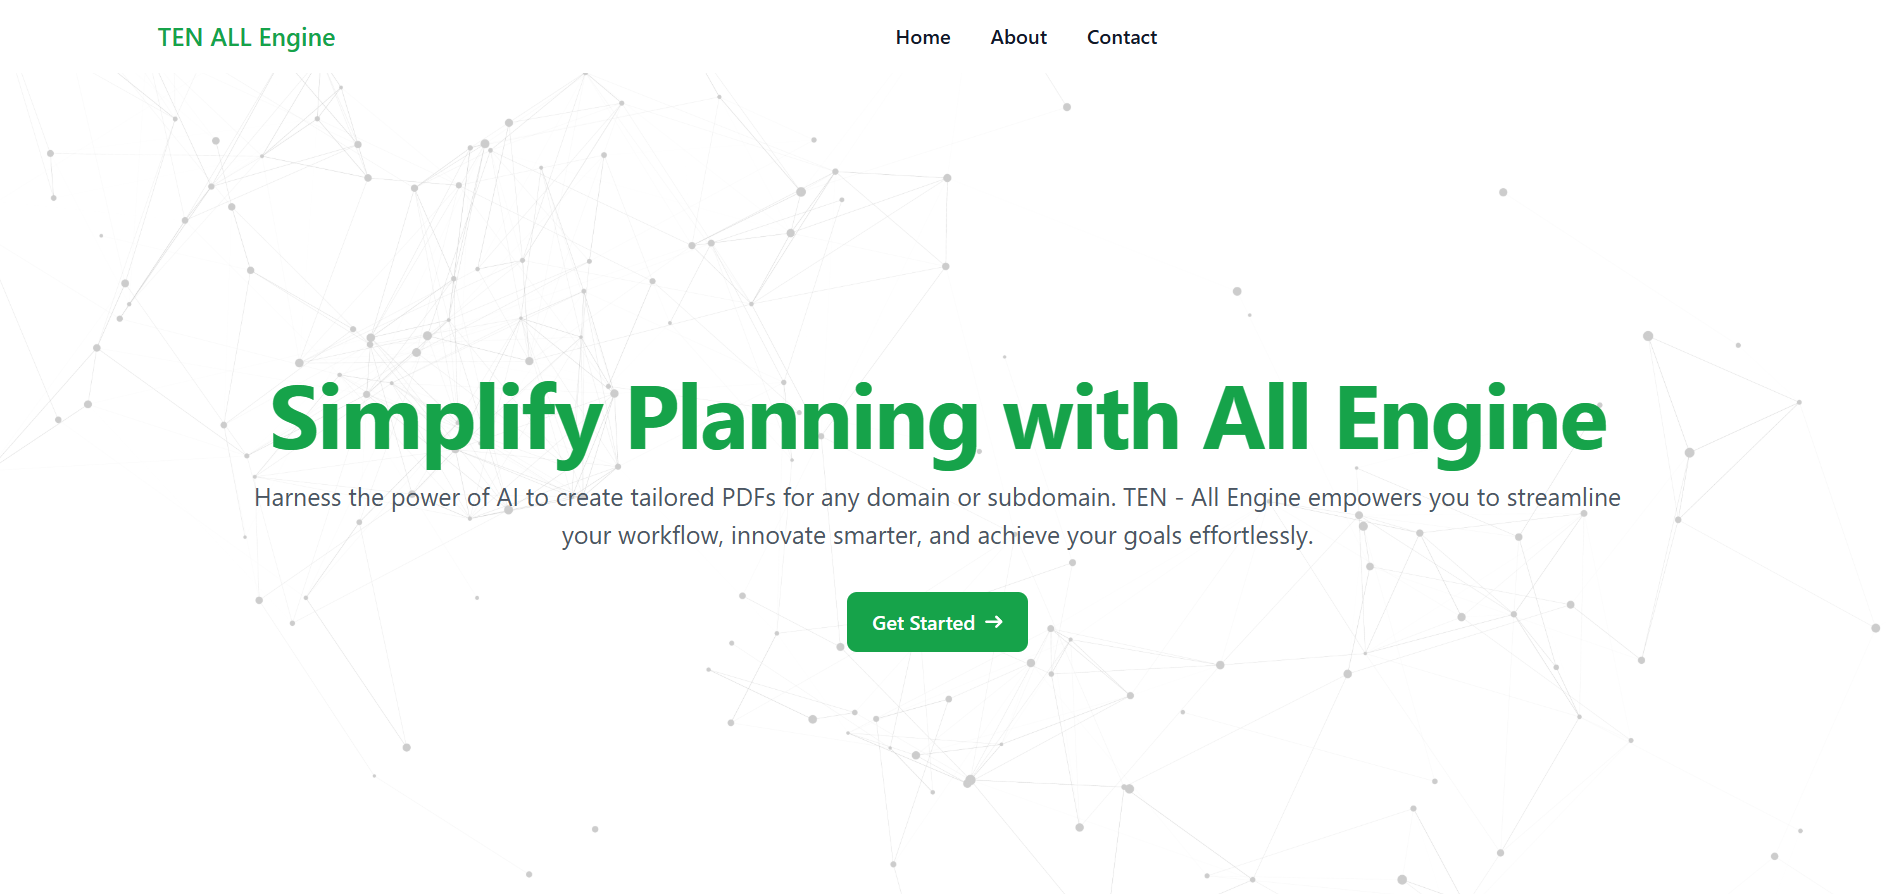 TEN ALL Engine
Home
About
Contact
Simplify Planning with All Engine
Harness the power of AI to create tailored PDFs for any domain or subdomain. TEN - All Engine empowers you to streamline
your workflow, innovate smarter, and achieve your goals effortlessly.
Get Started →